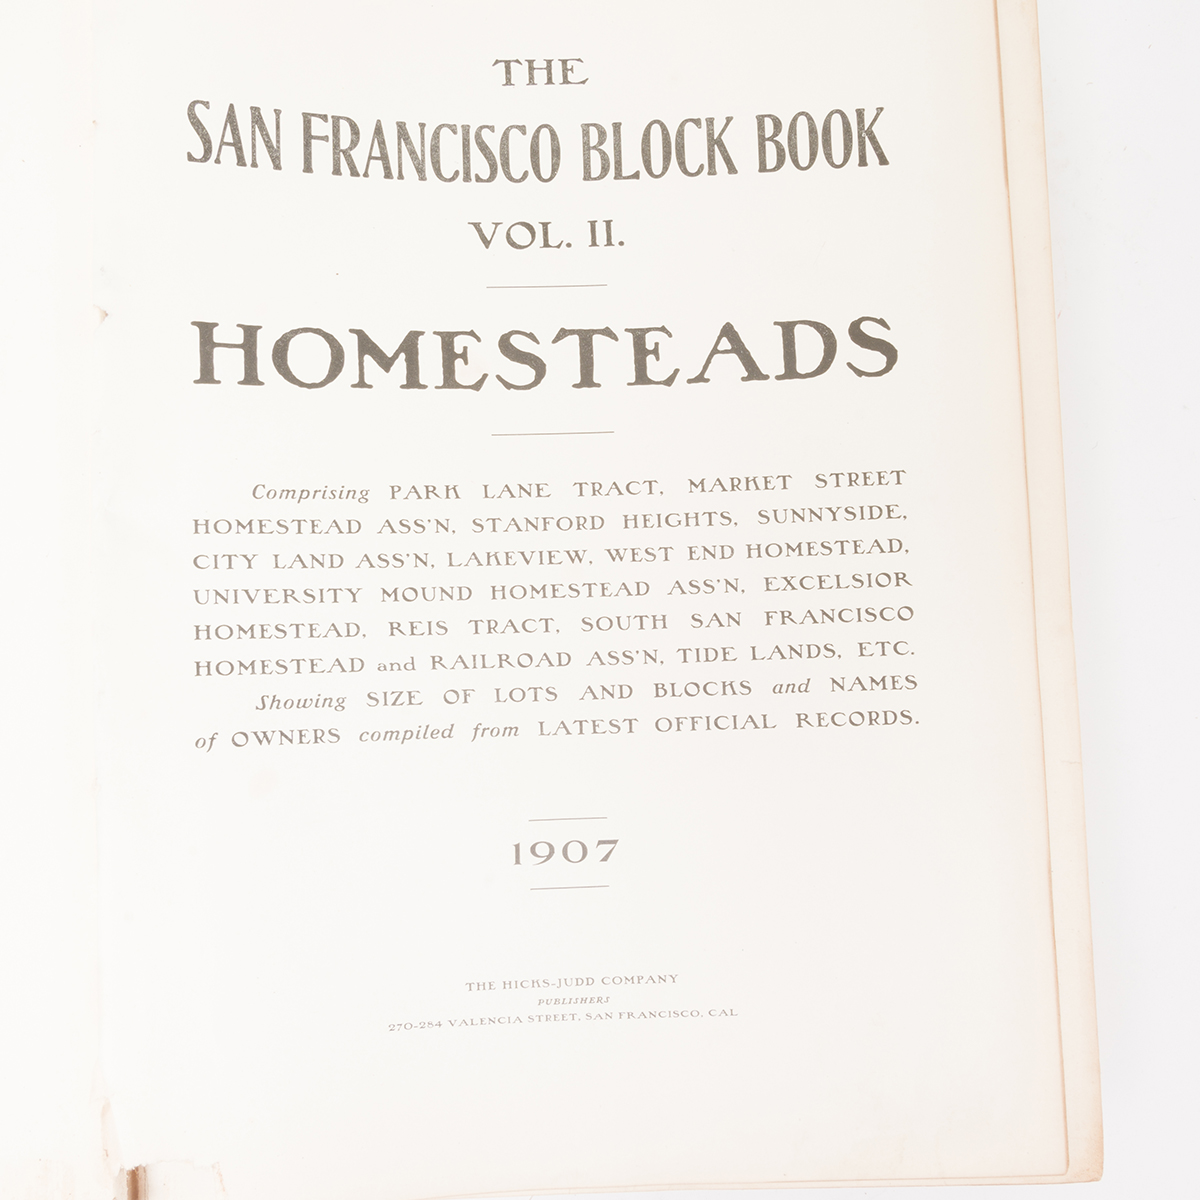 THE
SAN FRANCISCO BLOCK BOOK
VOL. II.
HOMESTEADS
Comprising PARK LANE TRACT, MARKET STREET
HOMESTEAD ASS'N, STANFORD HEIGHTS, SUNNYSIDE,
CITY LAND ASS'N, LAKEVIEW, WEST END HOMESTEAD,
UNIVERSITY MOUND HOMESTEAD ASS'N, EXCELSIOR
HOMESTEAD, REIS TRACT, SOUTH SAN FRANCISCO
HOMESTEAD and RAILROAD ASS'N, TIDE LANDS, ETC.
Showing SIZE OF LOTS AND BLOCKS and NAMES
of OWNERS compiled from LATEST OFFICIAL RECORDS.
1907
THE HICKS-JUDD COMPANY
PUBLISHERS
270-284 VALENCIA STREET, SAN FRANCISCO, CAL